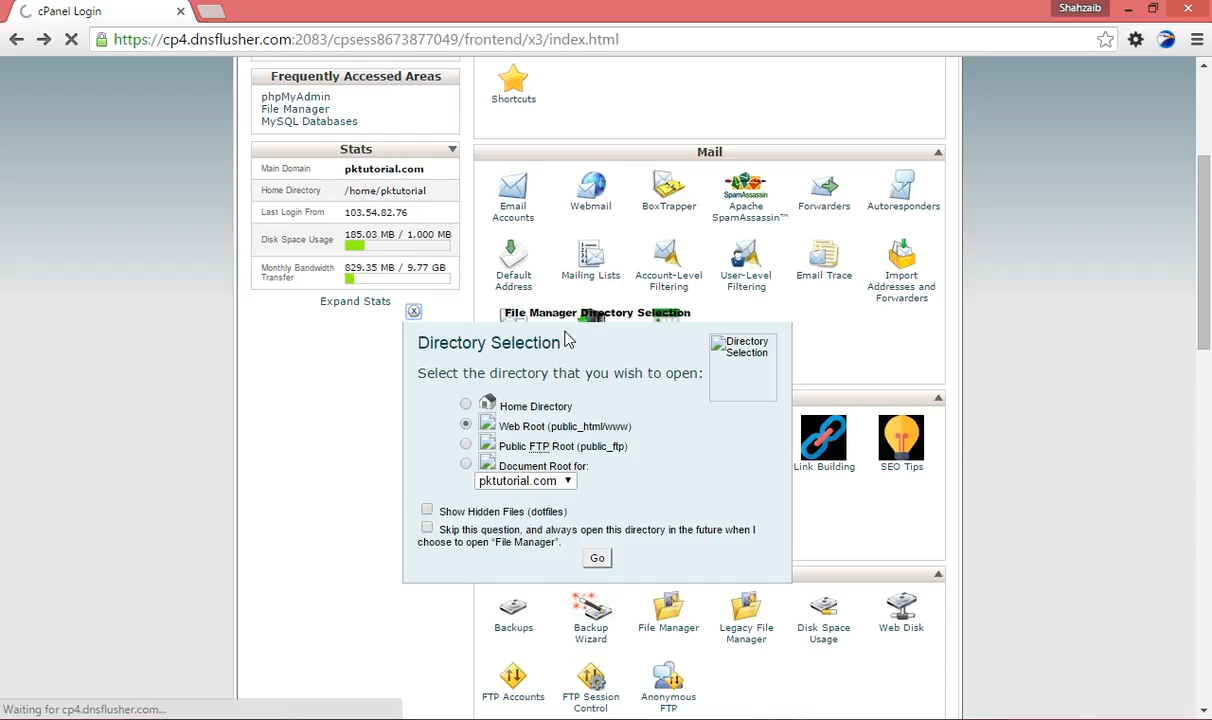 cPanel Login
Shahzaib
https://cp4.dnsflusher.com:2083/cpsess8673877049/frontend/x3/index.html
Frequently Accessed Areas
phpMyAdmin
File Manager
MySQL Databases
Stats
Main Domain
pktutorial.com
Home Directory
/home/pktutorial
Last Login From
103.54.82.76
Disk Space Usage
185.03 MB / 1,000 MB
Monthly Bandwidth
Transfer
829.35 MB / 9.77 GB
Expand Stats
Shortcuts
Mail
Email
Accounts
Webmail
BoxTrapper
SpamAssassin
Apache
SpamAssassin™
Forwarders
Autoresponders
Default
Address
Mailing Lists
Account-Level
Filtering
User-Level
Filtering
Email Trace
Import
Addresses and
Forwarders
File Manager Directory Selection
Directory Selection
Directory
Selection
Select the directory that you wish to open:
Home Directory
Web Root (public_html/www)
Public FTP Root (public_ftp)
Document Root for:
pktutorial.com
Show Hidden Files (dotfiles)
Skip this question, and always open this directory in the future when I
choose to open “File Manager”.
Go
Link Building
SEO Tips
Backups
Backup
Wizard
File Manager
Legacy File
Manager
Disk Space
Usage
Web Disk
FTP Accounts
FTP Session
Control
Anonymous
FTP
Waiting for cp4.dnsflusher.com...